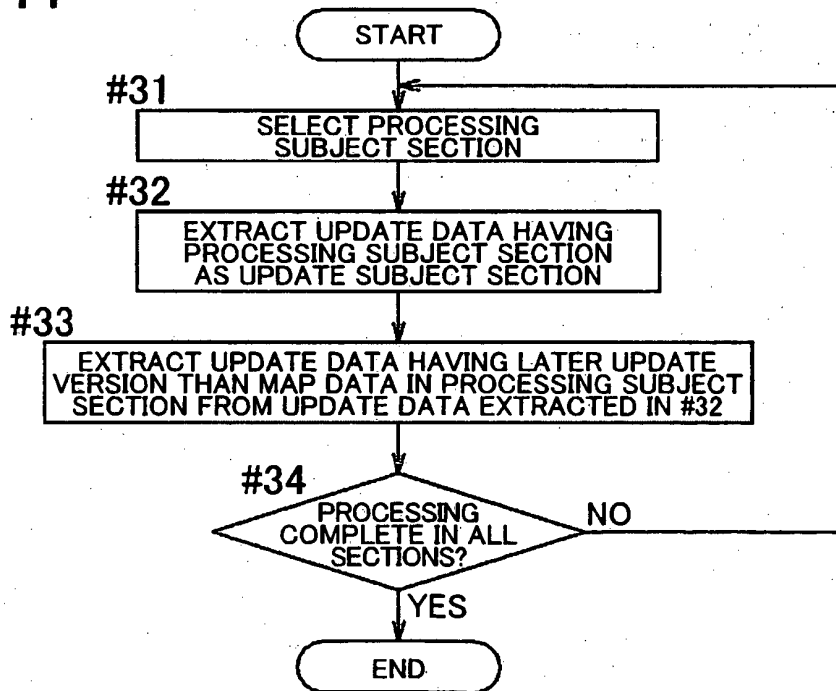 START
#31
SELECT PROCESSING
SUBJECT SECTION
#32
EXTRACT UPDATE DATA HAVING
PROCESSING SUBJECT SECTION
AS UPDATE SUBJECT SECTION
#33
EXTRACT UPDATE DATA HAVING LATER UPDATE
VERSION THAN MAP DATA IN PROCESSING SUBJECT
SECTION FROM UPDATE DATA EXTRACTED IN #32
#34
PROCESSING
COMPLETE IN ALL
SECTIONS?
NO
YES
END